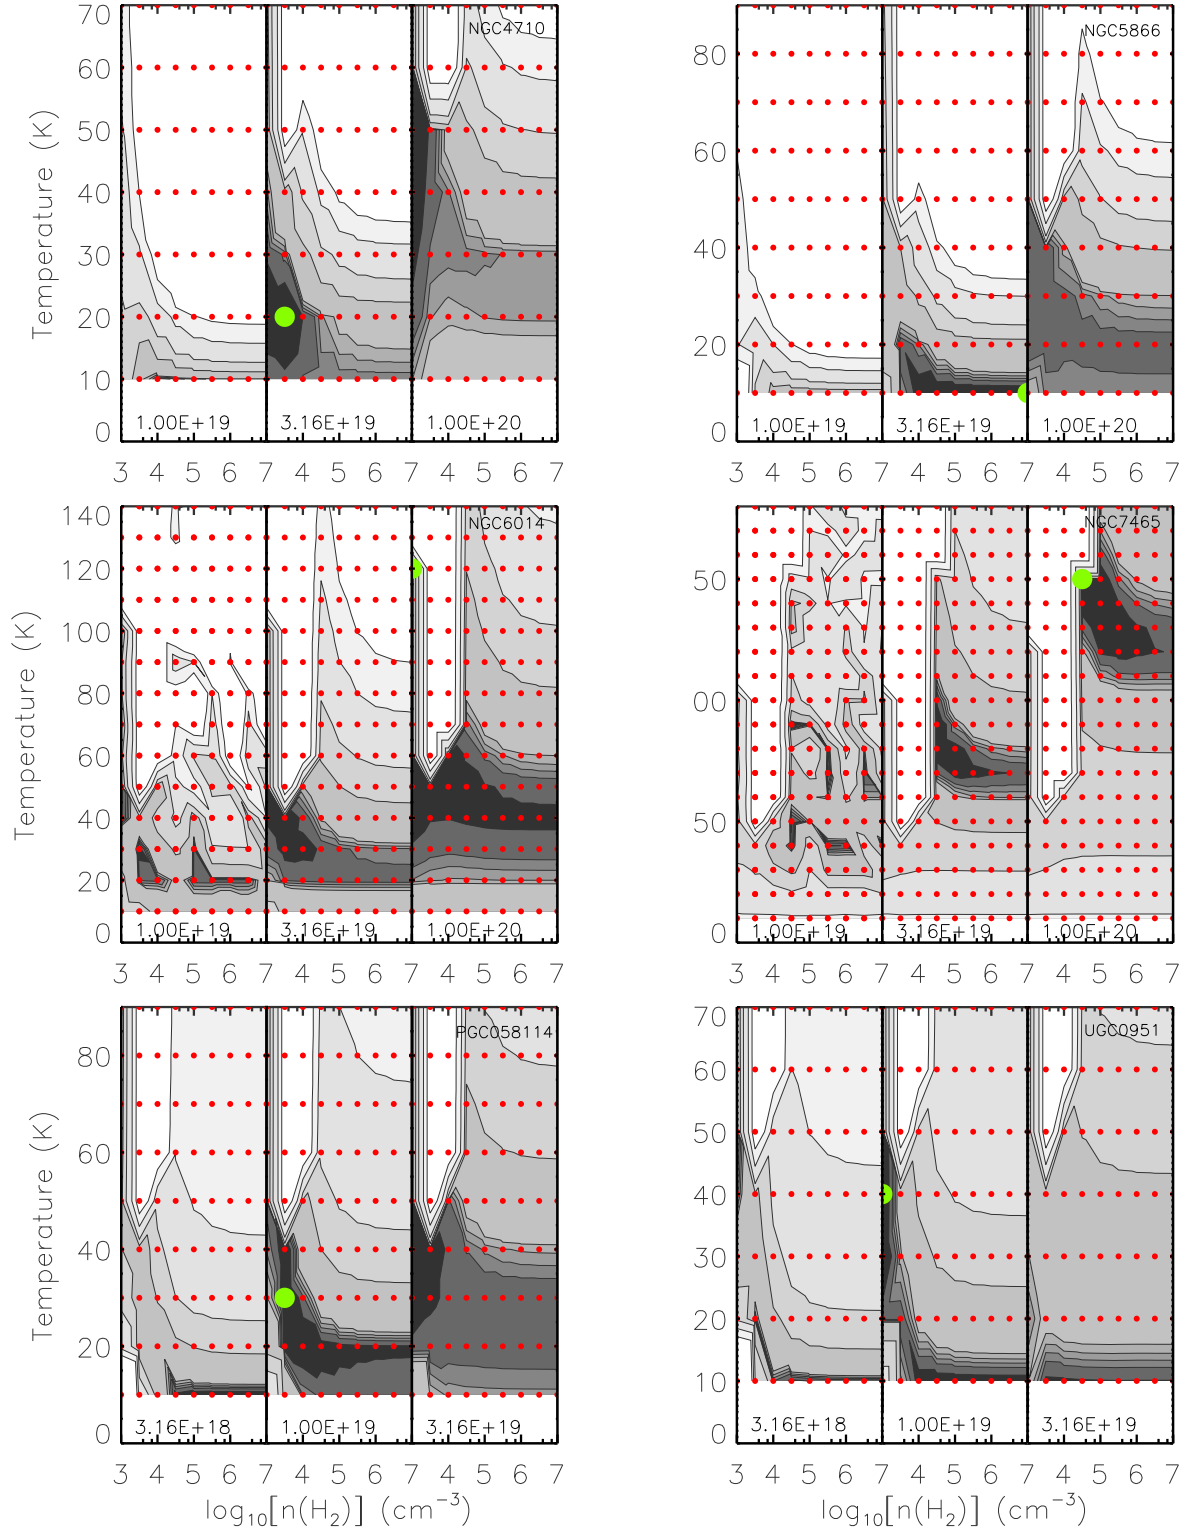 NGC4710
Temperature (K)
70
60
50
40
30
20
10
0
1.00E+19
3.16E+19
1.00E+20
3 4 5 6 7 4 5 6 7 4 5 6 7
NGC5866
80
60
40
20
0
1.00E+19
3.16E+19
1.00E+20
3 4 5 6 7 4 5 6 7 4 5 6 7
NGC6014
Temperature (K)
140
120
100
80
60
40
20
0
1.00E+19
3.16E+19
1.00E+20
3 4 5 6 7 4 5 6 7 4 5 6 7
NGC7465
50
00
50
0
1.00E+19
3.16E+19
1.00E+20
3 4 5 6 7 4 5 6 7 4 5 6 7
PGC058114
Temperature (K)
80
60
40
20
0
3.16E+18
1.00E+19
3.16E+19
3 4 5 6 7 4 5 6 7 4 5 6 7
log₁₀[n(H₂)] (cm⁻³)
UGC0951
70
60
50
40
30
20
10
0
3.16E+18
1.00E+19
3.16E+19
3 4 5 6 7 4 5 6 7 4 5 6 7
log₁₀[n(H₂)] (cm⁻³)